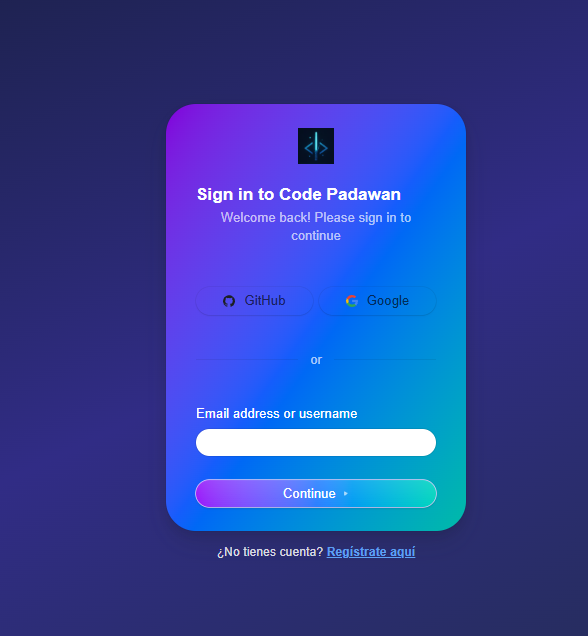 Sign in to Code Padawan
Welcome back! Please sign in to
continue
GitHub
Google
or
Email address or username
Continue
¿No tienes cuenta? Regístrate aquí